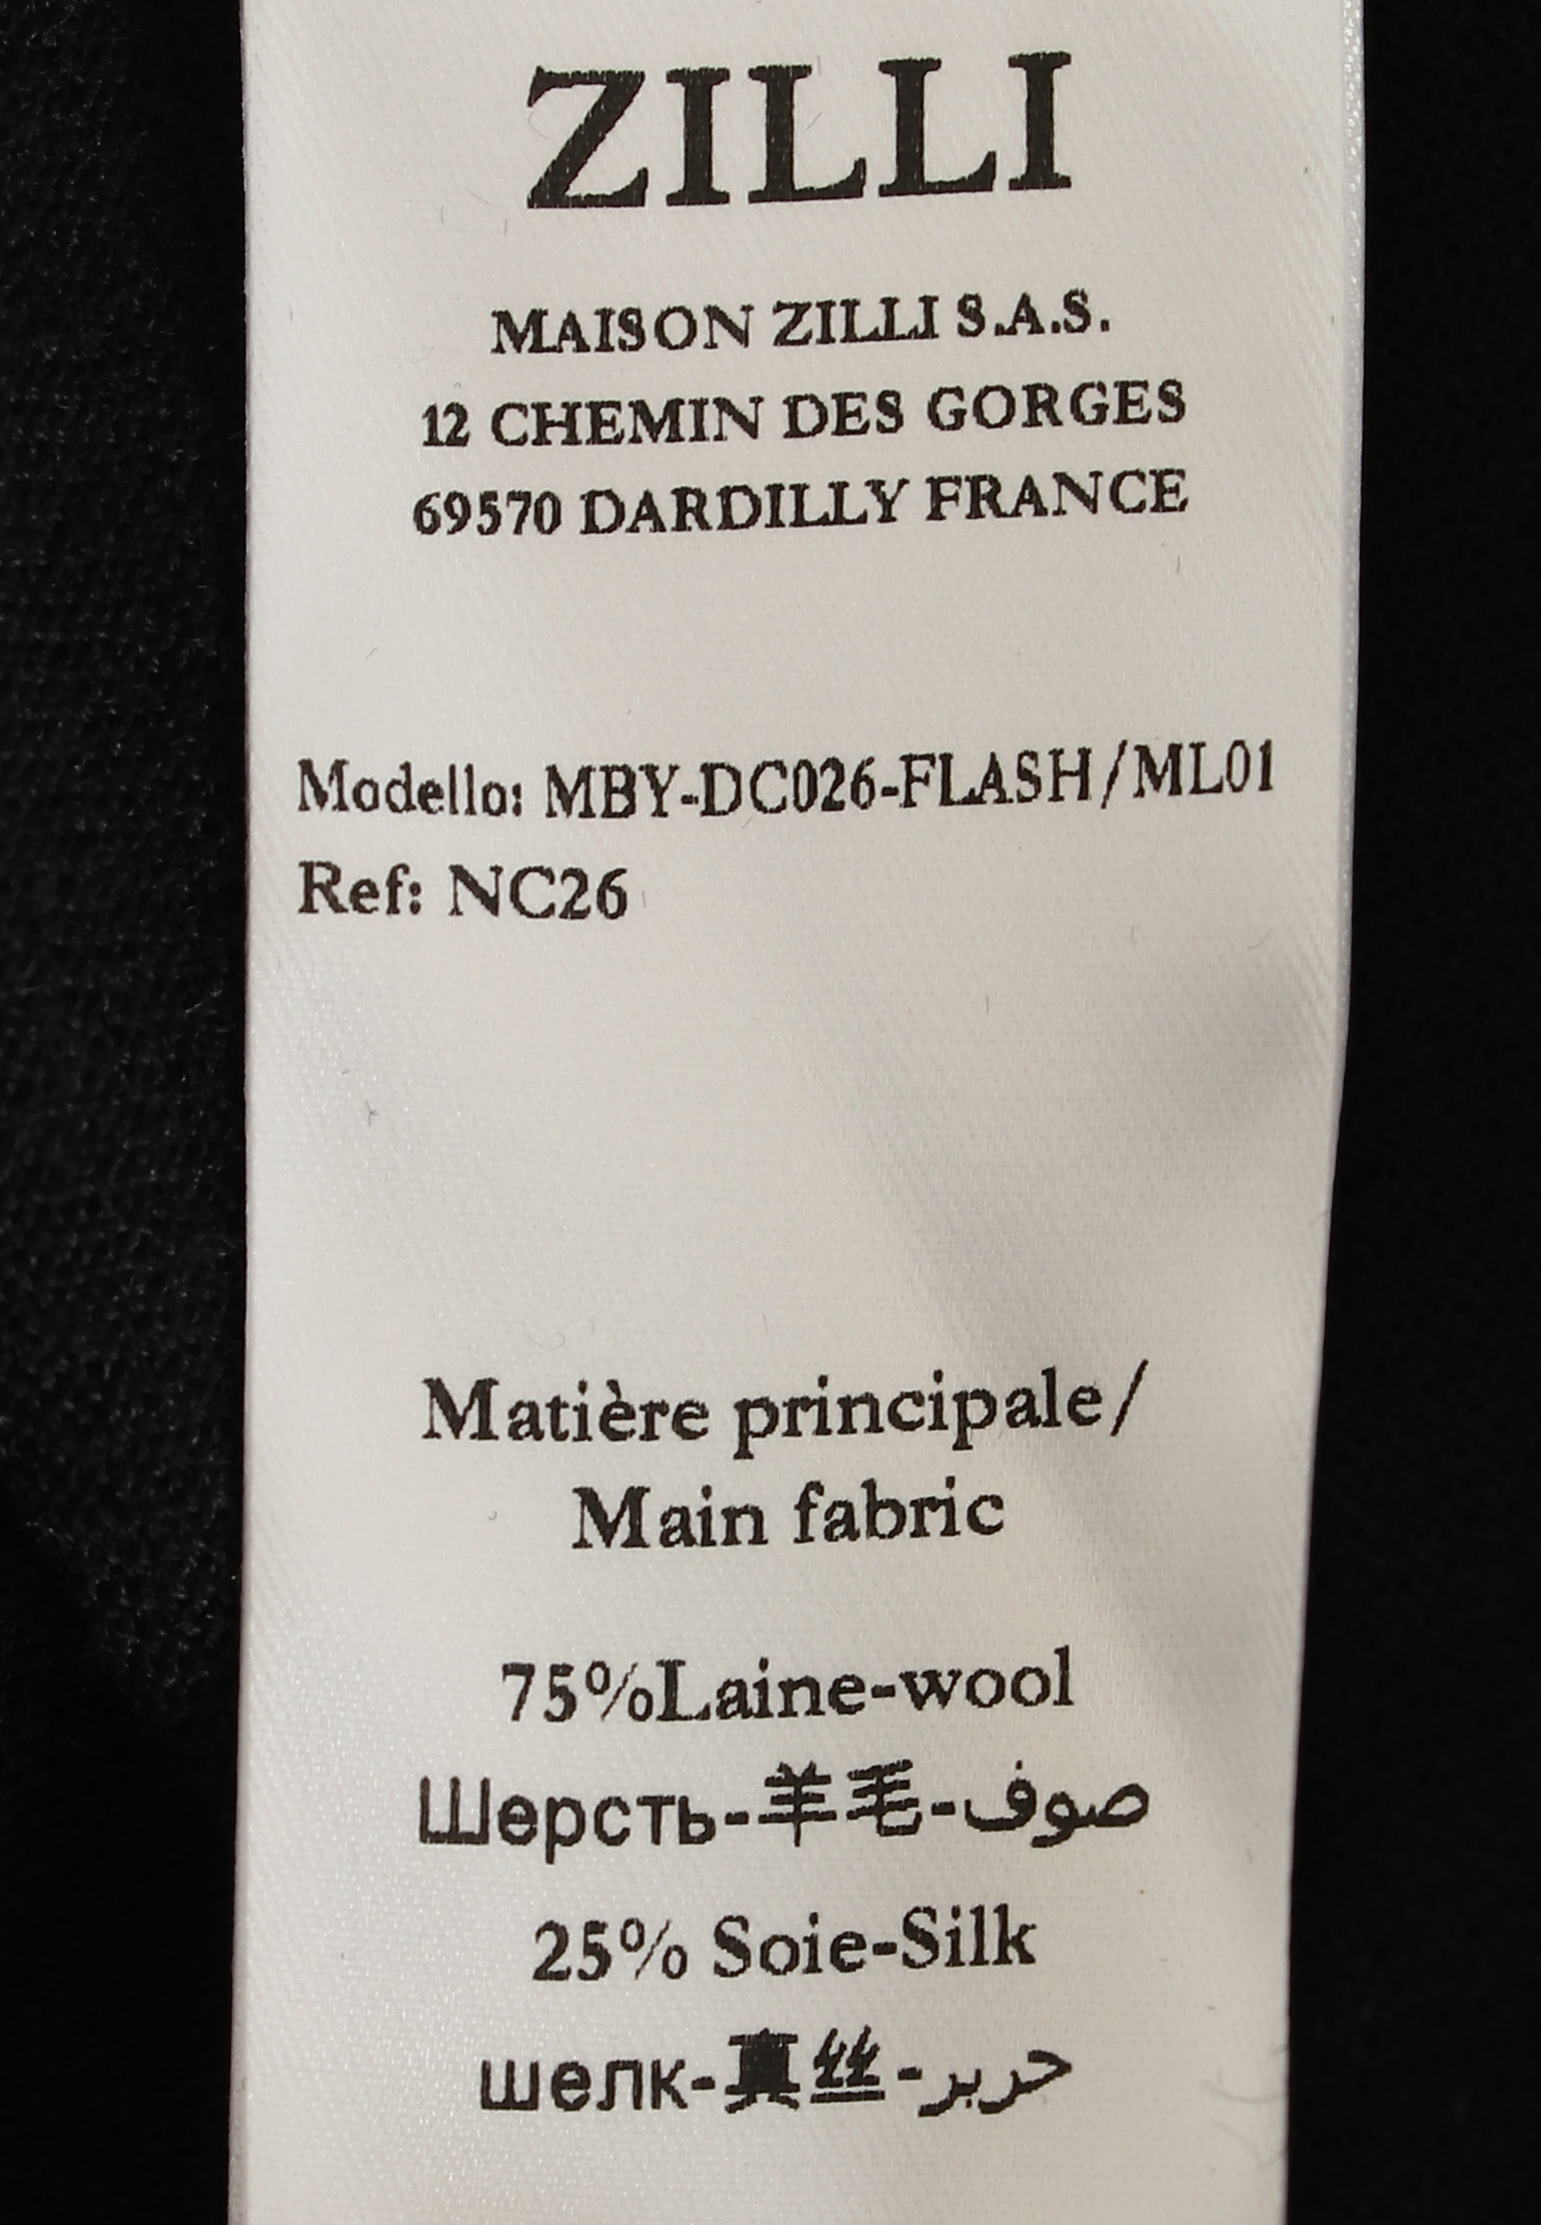 ZILLI
MAISON ZILLI S.A.S.
12 CHEMIN DES GORGES
69570 DARDILLY FRANCE
Modello: MBY-DC026-FLASH/ML01
Ref: NC26
Matière principale/
Main fabric
75%Laine-wool
Шерсть-羊毛-صوف
25% Soie-Silk
шелк-真丝-حرير